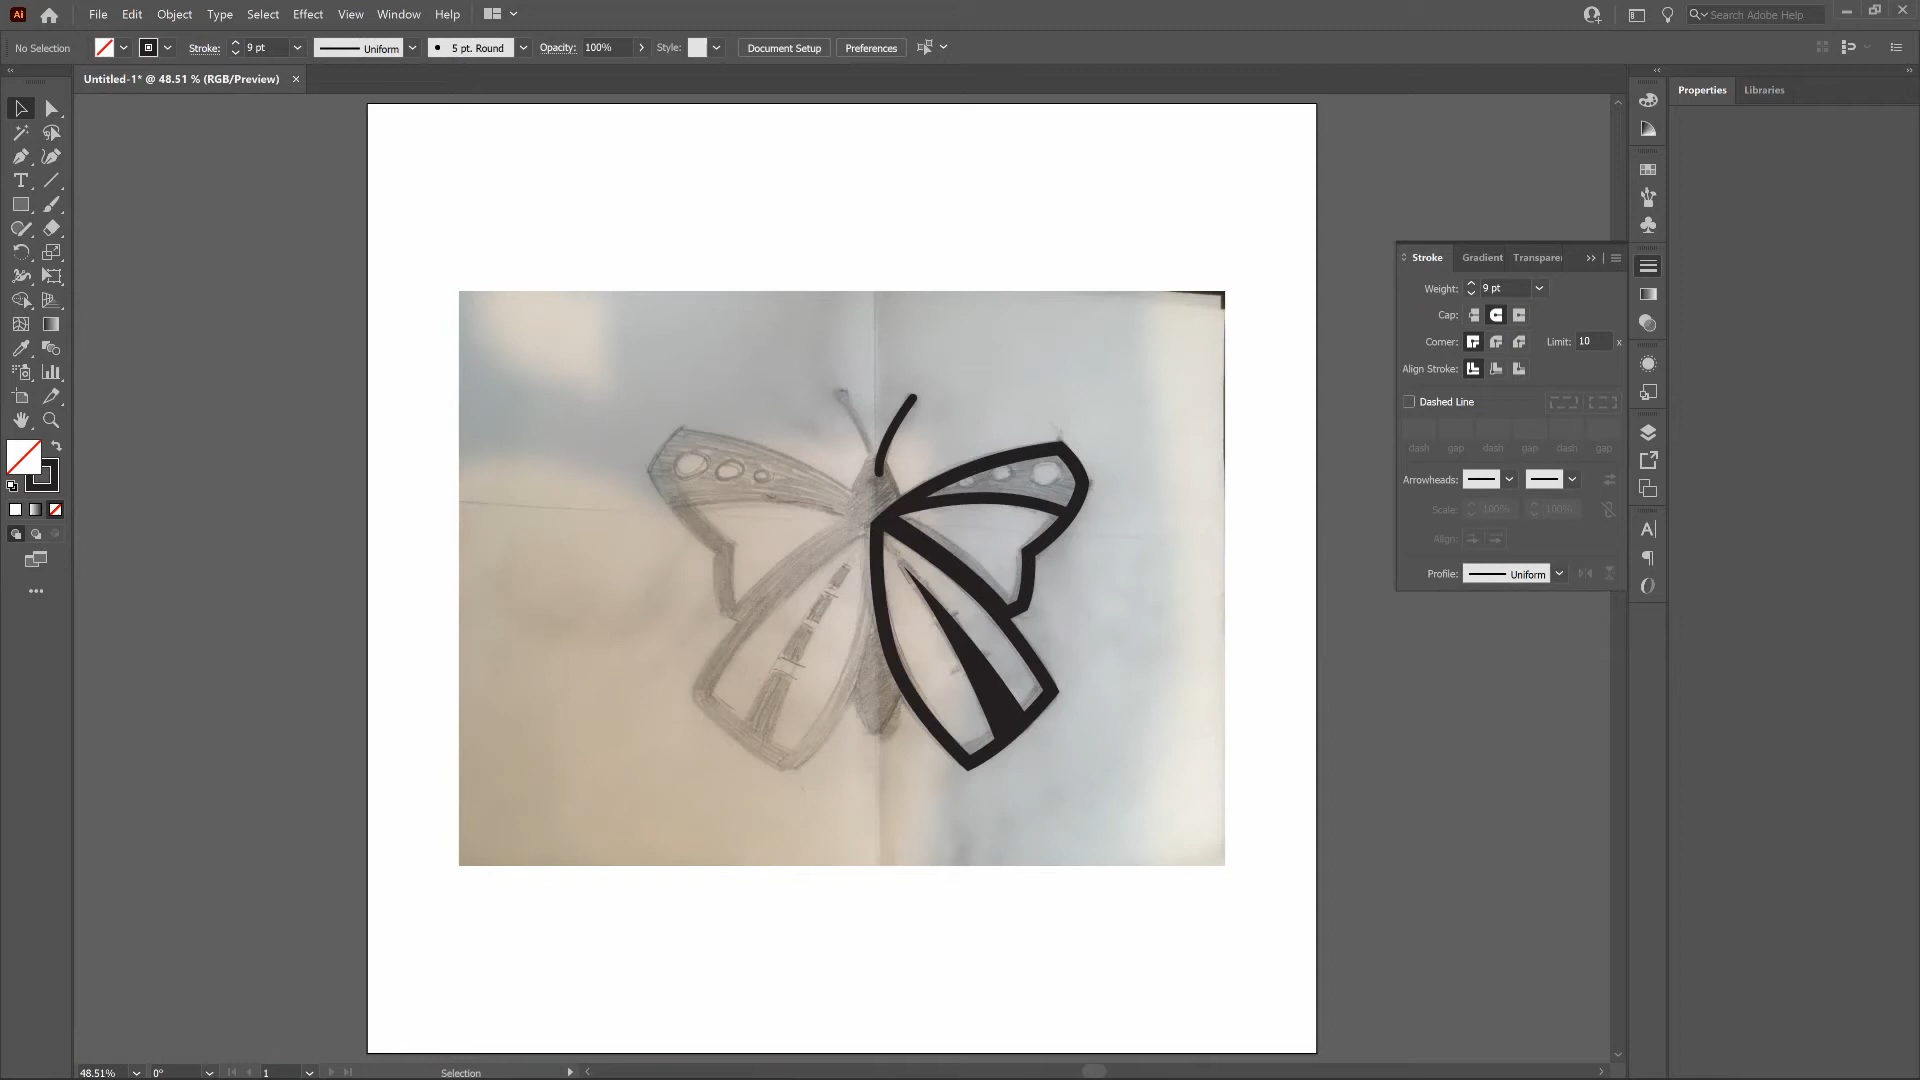 Ai File Edit Object Type Select Effect View Window Help Search Adobe Help
No Selection Stroke: 9 pt Uniform 5 pt. Round Opacity: 100% Style: Document Setup Preferences
Untitled-1* @ 48.51 % (RGB/Preview) ×
Properties Libraries
Stroke Gradient Transparen
Weight: 9 pt
Cap:
Corner: Limit: 10 x
Align Stroke:
Dashed Line
dash gap dash gap dash gap
Arrowheads:
Scale: 100% 100%
Align:
Profile: Uniform
48.51% 0° 1 Selection